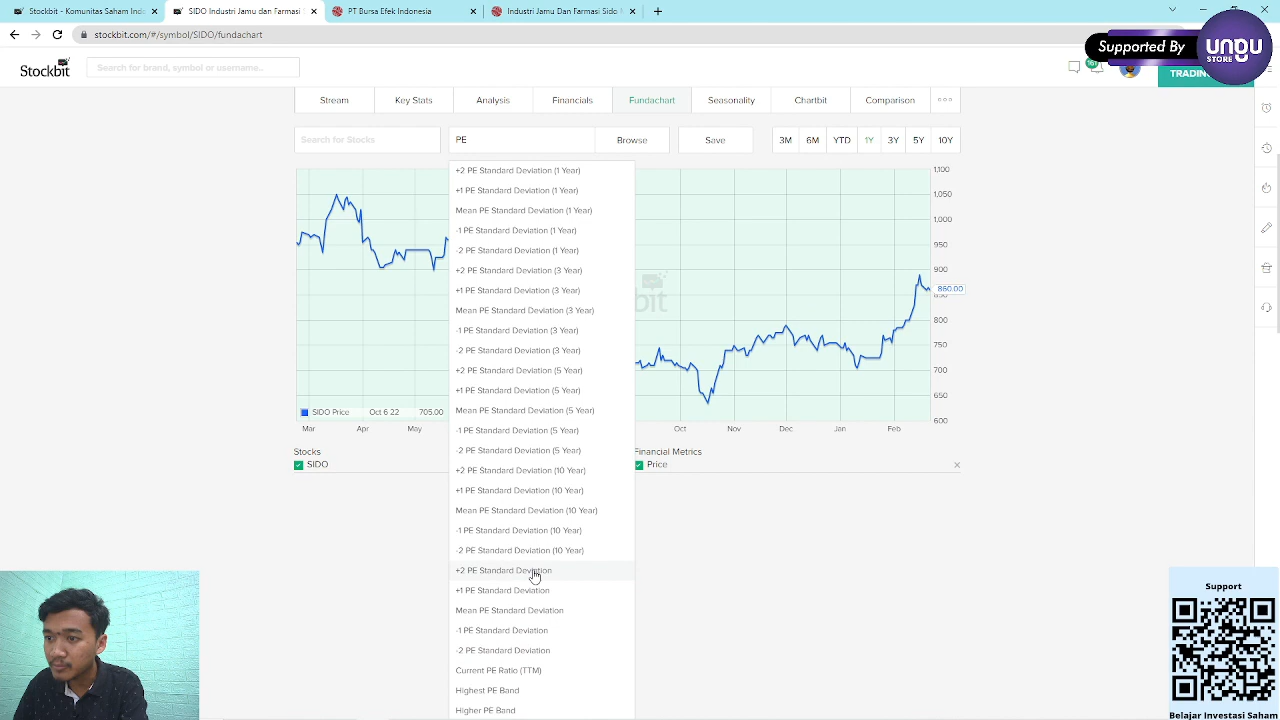 Stockbit - Komunitas Saham Ind
SIDO Industri Jamu dan Farmasi
PT Bursa Efek Indonesia
Industri Jamu Dan Farmasi Sido
stockbit.com/#/symbol/SIDO/fundachart
Supported By
UNGU
STORE
Stockbit
Search for brand, symbol or username...
161
TRADING
Stream
Key Stats
Analysis
Financials
Fundachart
Seasonality
Chartbit
Comparison
Search for Stocks
PE
Browse
Save
3M
6M
YTD
1Y
3Y
5Y
10Y
+2 PE Standard Deviation (1 Year)
+1 PE Standard Deviation (1 Year)
Mean PE Standard Deviation (1 Year)
-1 PE Standard Deviation (1 Year)
-2 PE Standard Deviation (1 Year)
+2 PE Standard Deviation (3 Year)
+1 PE Standard Deviation (3 Year)
Mean PE Standard Deviation (3 Year)
-1 PE Standard Deviation (3 Year)
-2 PE Standard Deviation (3 Year)
+2 PE Standard Deviation (5 Year)
+1 PE Standard Deviation (5 Year)
Mean PE Standard Deviation (5 Year)
-1 PE Standard Deviation (5 Year)
-2 PE Standard Deviation (5 Year)
+2 PE Standard Deviation (10 Year)
+1 PE Standard Deviation (10 Year)
Mean PE Standard Deviation (10 Year)
-1 PE Standard Deviation (10 Year)
-2 PE Standard Deviation (10 Year)
+2 PE Standard Deviation
+1 PE Standard Deviation
Mean PE Standard Deviation
-1 PE Standard Deviation
-2 PE Standard Deviation
Current PE Ratio (TTM)
Highest PE Band
Higher PE Band
bit
1,100
1,050
1,000
950
900
860.00
850
800
750
700
650
600
SIDO Price Oct 6 22 705.00
Mar Apr May Oct Nov Dec Jan Feb
Stocks
SIDO
Financial Metrics
Price
Support
Belajar Investasi Saham